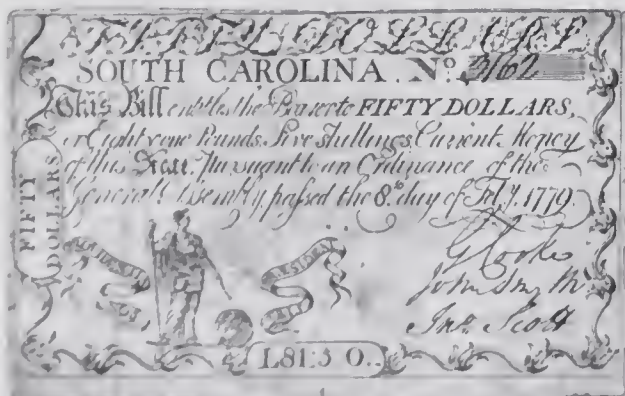 FIFTY DOLLARS
SOUTH CAROLINA. No. 3162
This Bill entitles the Bearer to FIFTY DOLLARS,
or Eighty one Pounds, Five Shillings Current Money
of this State. Pursuant to an Ordinance of the
General Assembly, passed the 8th. day of Feby. 1779.
FIFTY
DOLLARS
John Smyth
Jno. Scott
L81:5 O.